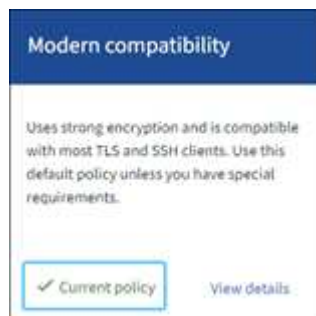 Modern compatibility
Uses strong encryption and is compatible
with most TLS and SSH clients. Use this
default policy unless you have special
requirements.
✓ Current policy
View details